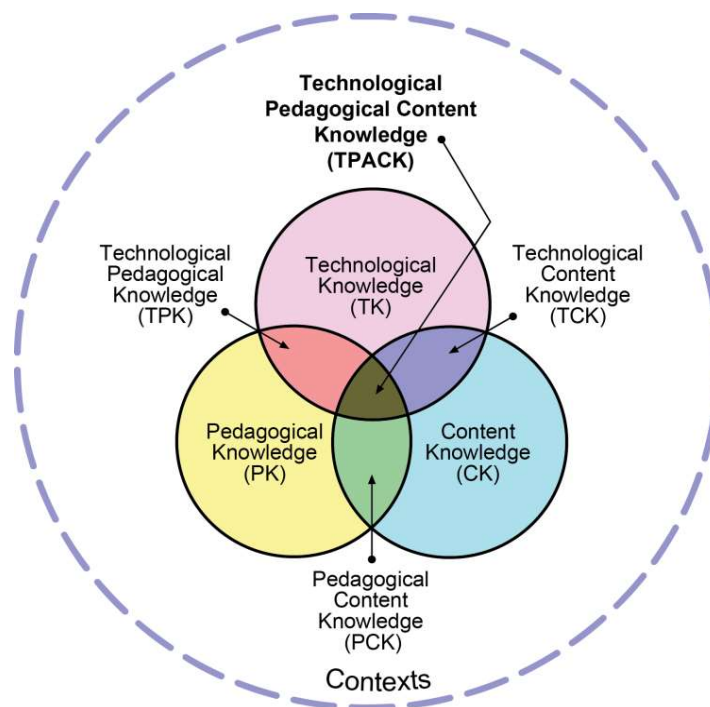 Technological
Pedagogical Content
Knowledge
(TPACK)
Technological
Pedagogical
Knowledge
(TPK)
Technological
Knowledge
(TK)
Technological
Content
Knowledge
(TCK)
Pedagogical
Knowledge
(PK)
Content
Knowledge
(CK)
Pedagogical
Content
Knowledge
(PCK)
Contexts